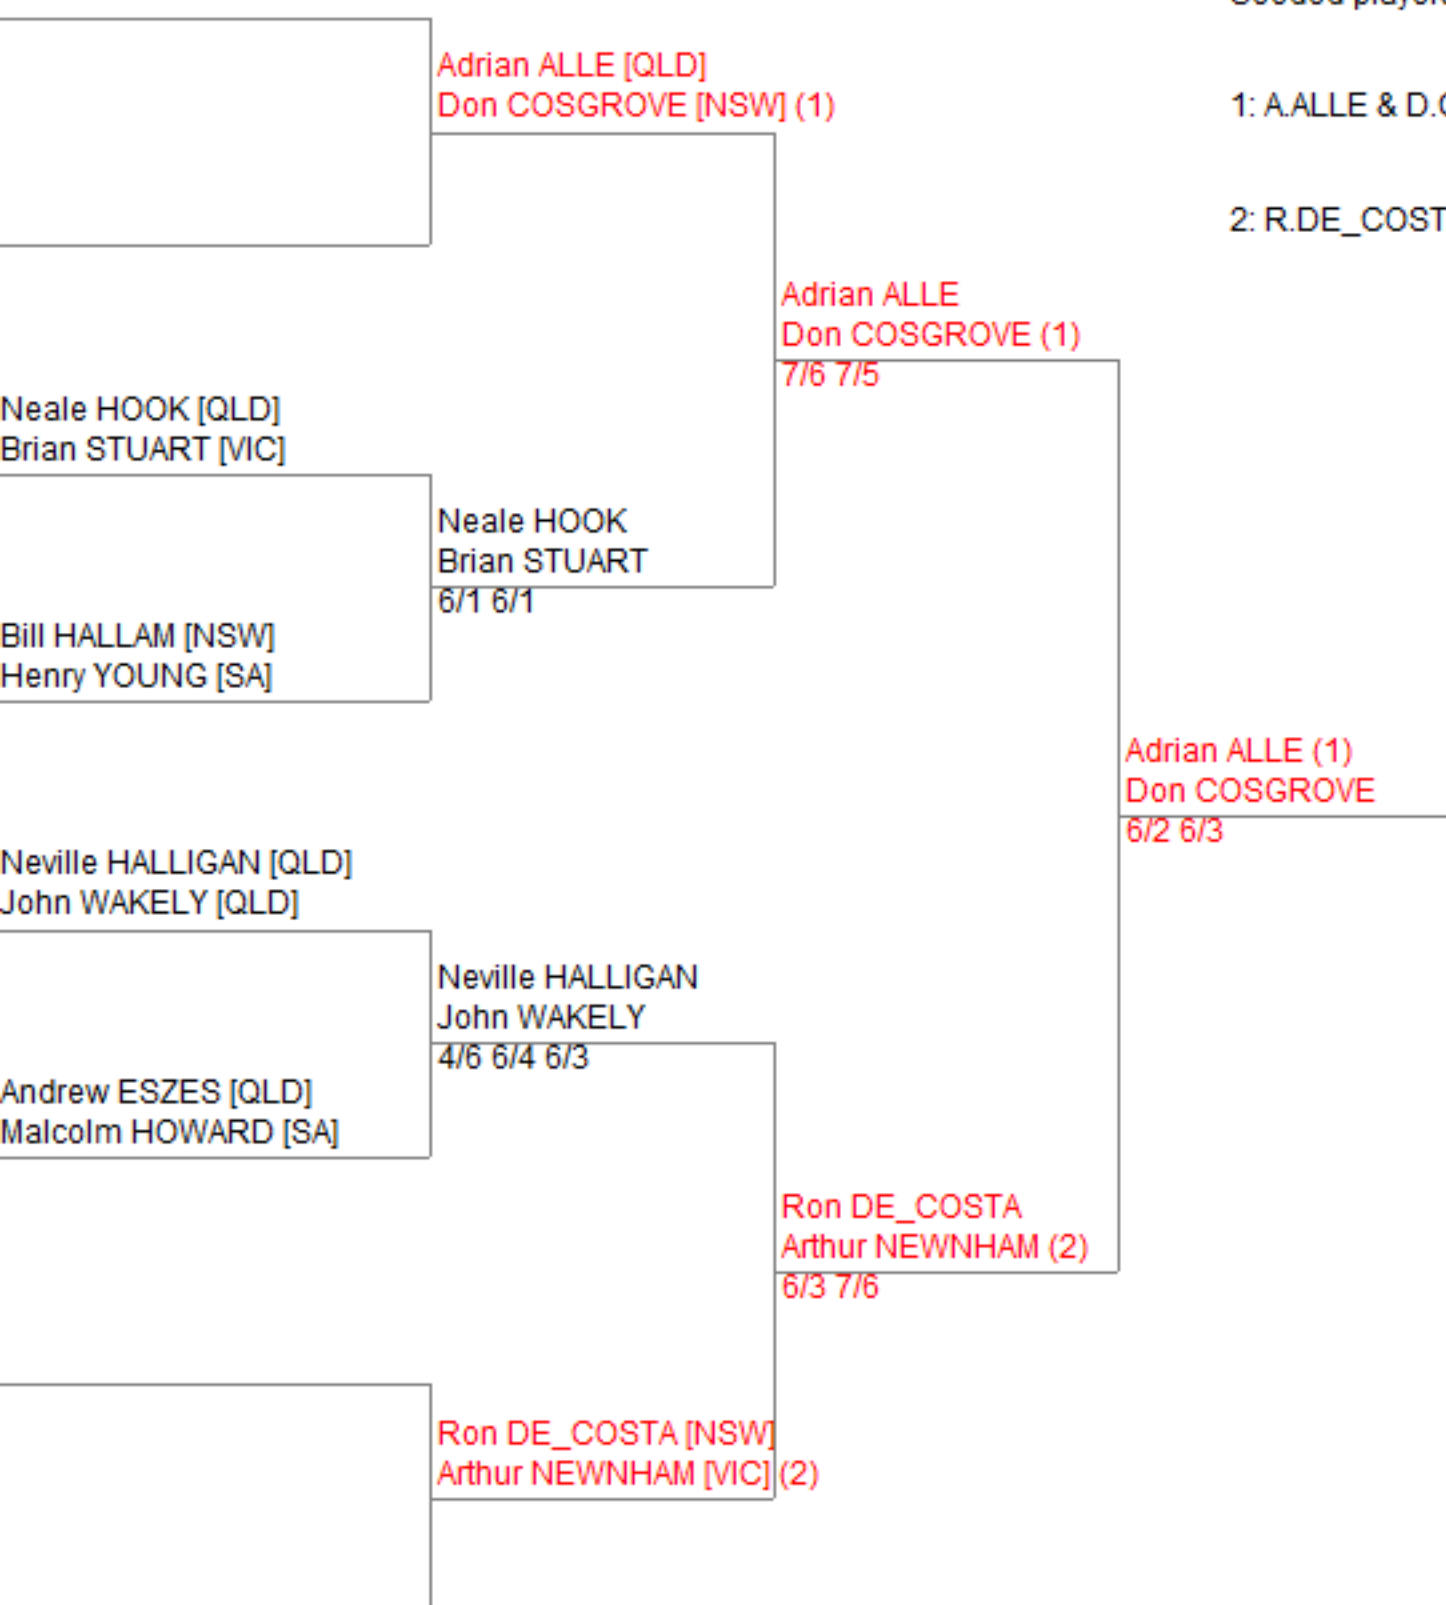 Adrian ALLE [QLD]
Don COSGROVE [NSW] (1)
1: A.ALLE & D.
2: R.DE_COST
Adrian ALLE
Don COSGROVE (1)
7/6 7/5
Neale HOOK [QLD]
Brian STUART [VIC]
Neale HOOK
Brian STUART
6/1 6/1
Bill HALLAM [NSW]
Henry YOUNG [SA]
Adrian ALLE (1)
Don COSGROVE
6/2 6/3
Neville HALLIGAN [QLD]
John WAKELY [QLD]
Neville HALLIGAN
John WAKELY
4/6 6/4 6/3
Andrew ESZES [QLD]
Malcolm HOWARD [SA]
Ron DE_COSTA
Arthur NEWNHAM (2)
6/3 7/6
Ron DE_COSTA [NSW]
Arthur NEWNHAM [VIC] (2)